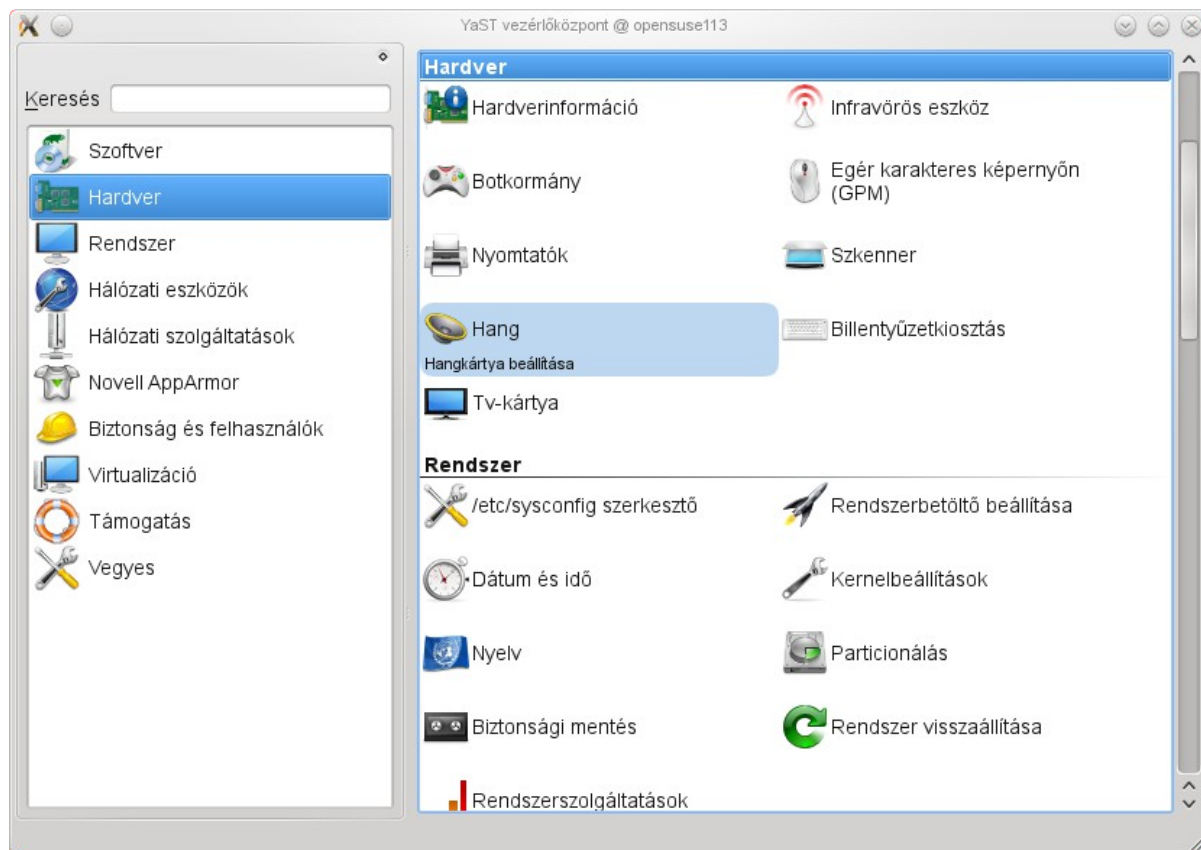 YaST vezérlőközpont @ opensuse113
Keresés
Szoftver
Hardver
Rendszer
Hálózati eszközök
Hálózati szolgáltatások
Novell AppArmor
Biztonság és felhasználók
Virtualizáció
Támogatás
Vegyes
Hardver
Hardverinformáció
Infravörös eszköz
Botkormány
Egér karakteres képernyőn
(GPM)
Nyomtatók
Szkenner
Hang
Hangkártya beállítása
Billentyűzetkiosztás
Tv-kártya
Rendszer
/etc/sysconfig szerkesztő
Rendszerbetöltő beállítása
Dátum és idő
Kernelbeállítások
Nyelv
Particionálás
Biztonsági mentés
Rendszer visszaállítása
Rendszerszolgáltatások